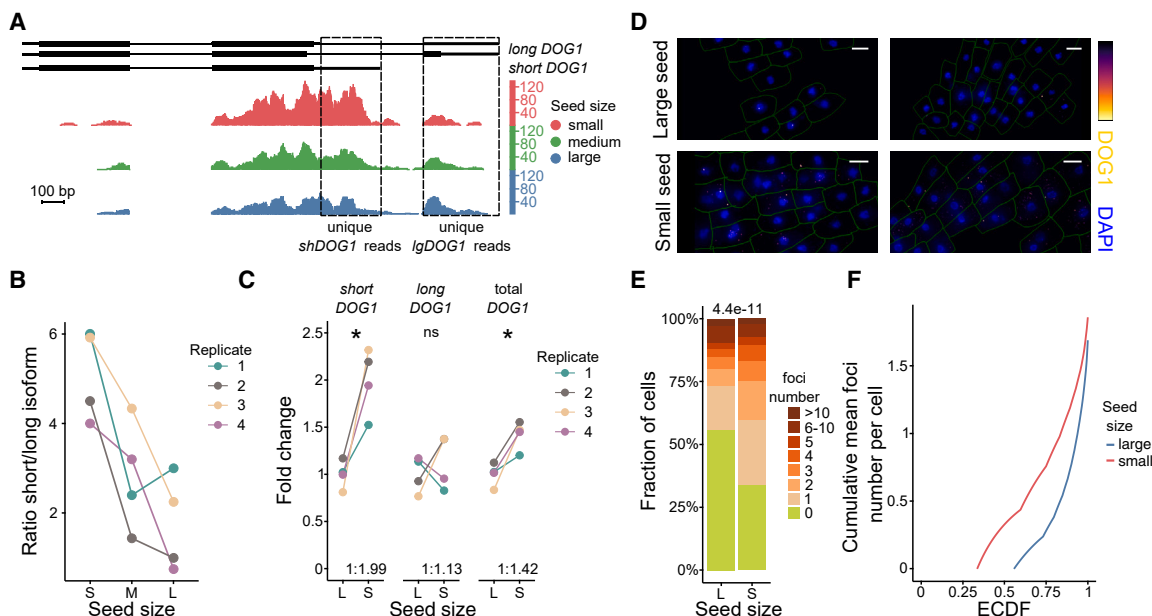 A
long DOG1
short DOG1
120
80
40
120
80
40
120
80
40
Seed size
small
medium
large
100 bp
unique
shDOG1 reads
unique
lgDOG1 reads
B
Ratio short/long isoform
6
4
2
S M L
Seed size
Replicate
1
2
3
4
C
short
DOG1
long
DOG1
total
DOG1
* ns *
Fold change
2.5
2
1.5
1
0.5
0
1:1.99 1:1.13 1:1.42
L S L S L S
Seed size
Replicate
1
2
3
4
D
Large seed
Small seed
DOG1
DAPI
E
4.4e-11
Fraction of cells
100%
75%
50%
25%
0%
L S
Seed size
foci
number
>10
6-10
5
4
3
2
1
0
F
Cumulative mean foci
number per cell
1.5
1
0.5
0
0 0.25 0.5 0.75 1
ECDF
Seed
size
large
small